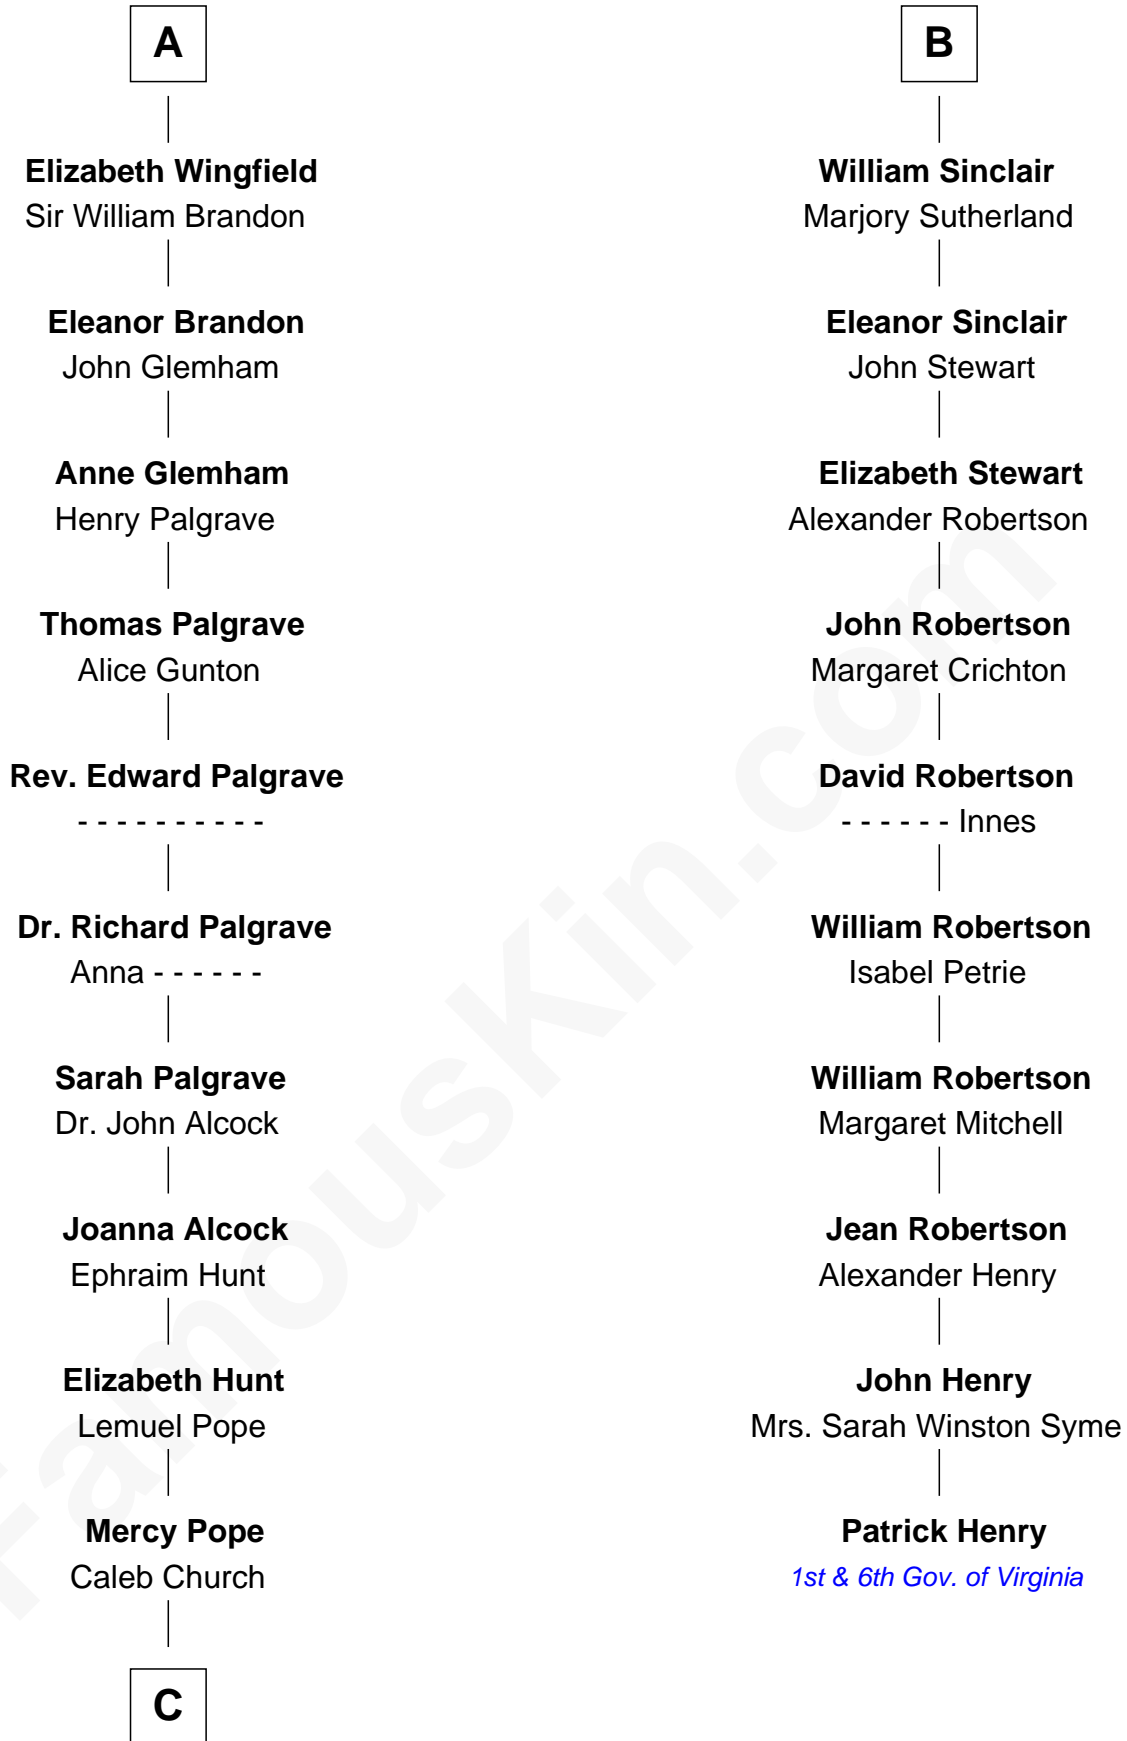 A
Elizabeth Wingfield
Sir William Brandon
Eleanor Brandon
John Glemham
Anne Glemham
Henry Palgrave
Thomas Palgrave
Alice Gunton
Rev. Edward Palgrave
- - - - - - - - - -
Dr. Richard Palgrave
Anna - - - - - -
Sarah Palgrave
Dr. John Alcock
Joanna Alcock
Ephraim Hunt
Elizabeth Hunt
Lemuel Pope
Mercy Pope
Caleb Church
C
B
William Sinclair
Marjory Sutherland
Eleanor Sinclair
John Stewart
Elizabeth Stewart
Alexander Robertson
John Robertson
Margaret Crichton
David Robertson
- - - - - - Innes
William Robertson
Isabel Petrie
William Robertson
Margaret Mitchell
Jean Robertson
Alexander Henry
John Henry
Mrs. Sarah Winston Syme
Patrick Henry
1st & 6th Gov. of Virginia
FamousKin.com